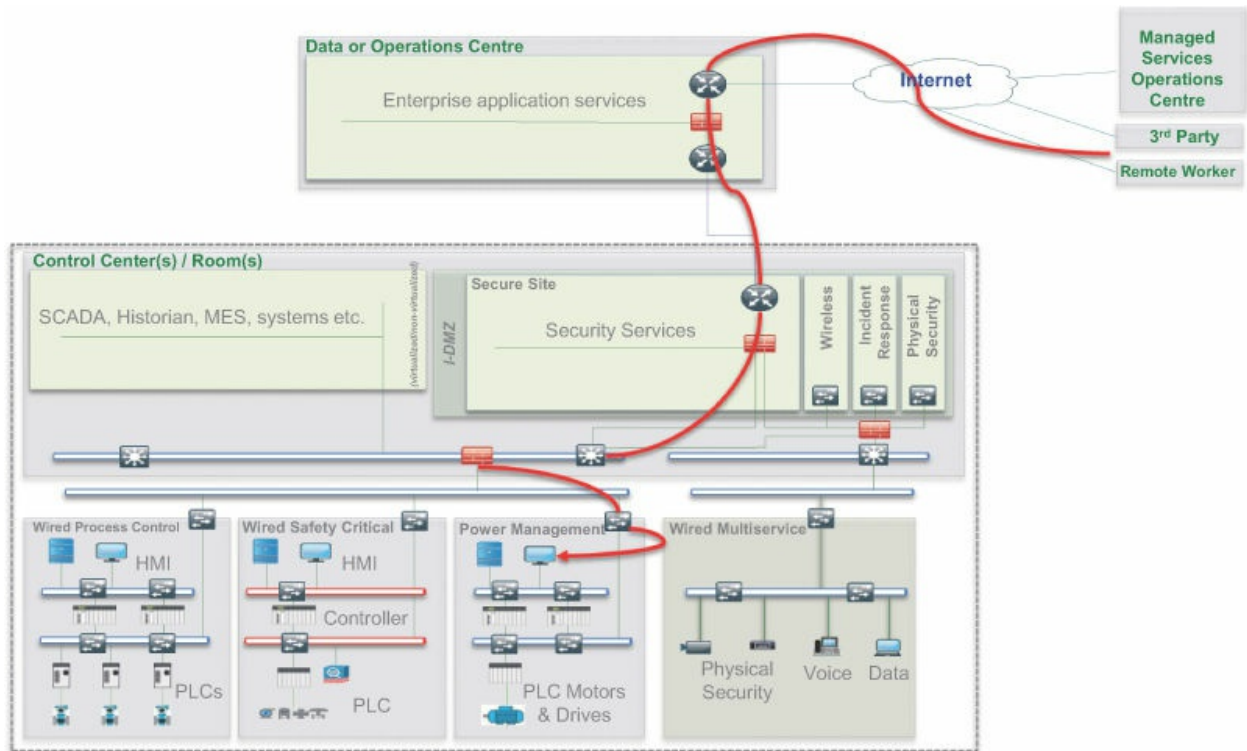 Data or Operations Centre
Enterprise application services
Internet
Managed
Services
Operations
Centre
3rd Party
Remote Worker
Control Center(s) / Room(s)
SCADA, Historian, MES, systems etc.
(virtualized/non-virtualized)
I-DMZ
Secure Site
Security Services
Wireless
Incident
Response
Physical
Security
Wired Process Control
HMI
PLCs
Wired Safety Critical
HMI
Controller
PLC
Power Management
PLC Motors
& Drives
Wired Multiservice
Physical
Security
Voice
Data